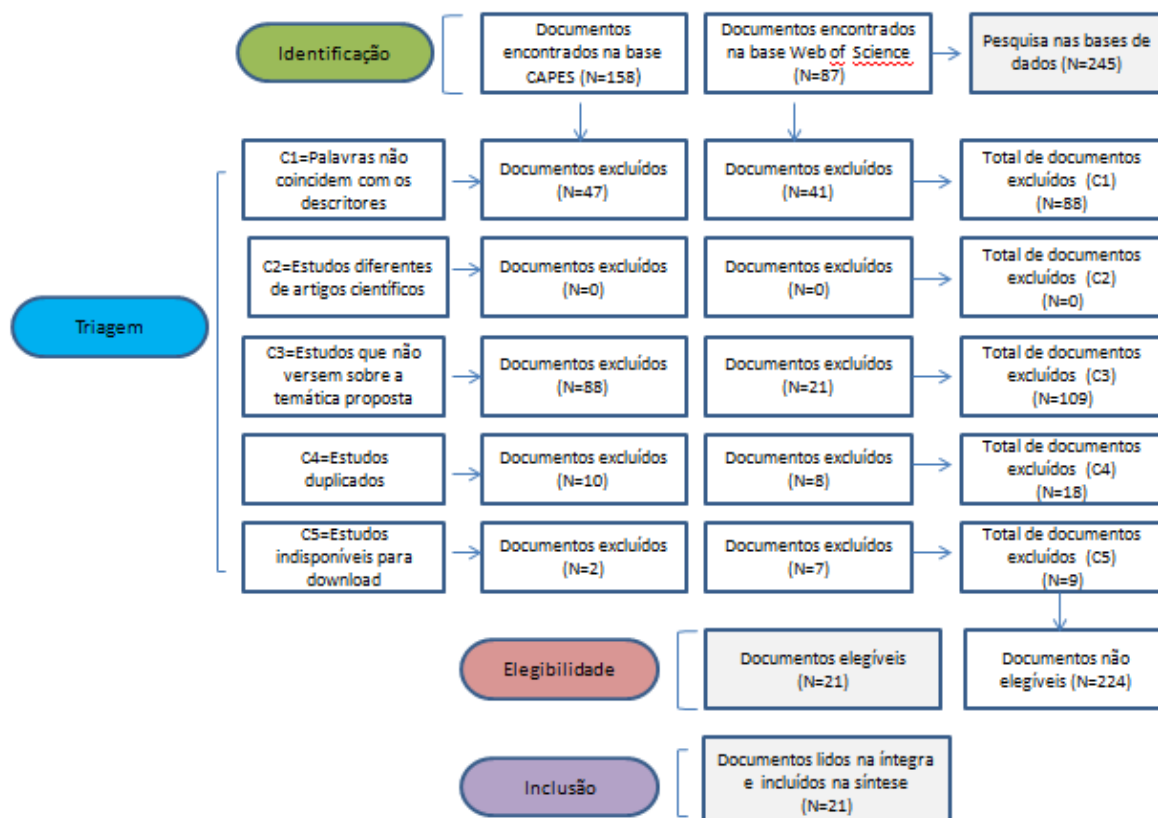 Identificação
Documentos
encontrados na base
CAPES (N=158)
Documentos encontrados
na base Web of Science
(N=87)
Pesquisa nas bases de
dados (N=245)
Triagem
C1=Palavras não
coincidem com os
descritores
Documentos excluídos
(N=47)
Documentos excluídos
(N=41)
Total de documentos
excluídos (C1)
(N=88)
C2=Estudos diferentes
de artigos científicos
Documentos excluídos
(N=0)
Documentos excluídos
(N=0)
Total de documentos
excluídos (C2)
(N=0)
C3=Estudos que não
versem sobre a
temática proposta
Documentos excluídos
(N=88)
Documentos excluídos
(N=21)
Total de documentos
excluídos (C3)
(N=109)
C4=Estudos
duplicados
Documentos excluídos
(N=10)
Documentos excluídos
(N=8)
Total de documentos
excluídos (C4)
(N=18)
C5=Estudos
indisponíveis para
download
Documentos excluídos
(N=2)
Documentos excluídos
(N=7)
Total de documentos
excluídos (C5)
(N=9)
Elegibilidade
Documentos elegíveis
(N=21)
Documentos não
elegíveis (N=224)
Inclusão
Documentos lidos na íntegra
e incluídos na síntese
(N=21)